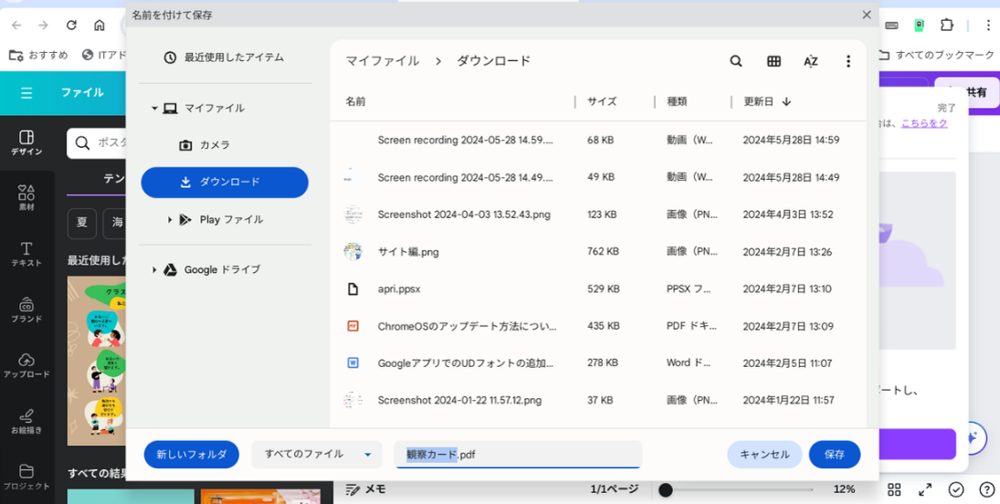 名前を付けて保存
おすすめ
すべてのブックマーク
ファイル
共有
完了
こちらをク
デザイン
素材
テキスト
ブランド
アップロード
お絵描き
プロジェクト
夏
海
すべての結果
最近使用したアイテム
マイファイル
カメラ
ダウンロード
Play ファイル
Google ドライブ
マイファイル > ダウンロード
AZ
名前 サイズ 種類 更新日
Screen recording 2024-05-28 14.59.... 68 KB 動画（W... 2024年5月28日 14:59
Screen recording 2024-05-28 14.49.... 49 KB 動画（W... 2024年5月28日 14:49
Screenshot 2024-04-03 13.52.43.png 123 KB 画像（PN... 2024年4月3日 13:52
サイト編.png 762 KB 画像（PN... 2024年2月7日 13:26
apri.ppsx 529 KB PPSX フ... 2024年2月7日 13:10
ChromeOSのアップデート方法につい... 435 KB PDF ドキ... 2024年2月7日 13:09
GoogleアプリでのUDフォントの追加... 278 KB Word ド... 2024年2月5日 11:07
Screenshot 2024-01-22 11.57.12.png 37 KB 画像（PN... 2024年1月22日 11:57
新しいフォルダ すべてのファイル 観察カード.pdf キャンセル 保存
ポートし、
メモ 1/1ページ 12%